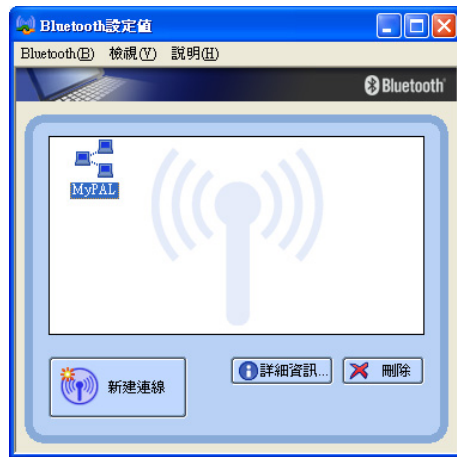 Bluetooth設定值
Bluetooth(B) 檢視(V) 說明(H)
Bluetooth
MyPAL
新建連線
詳細資訊...
刪除